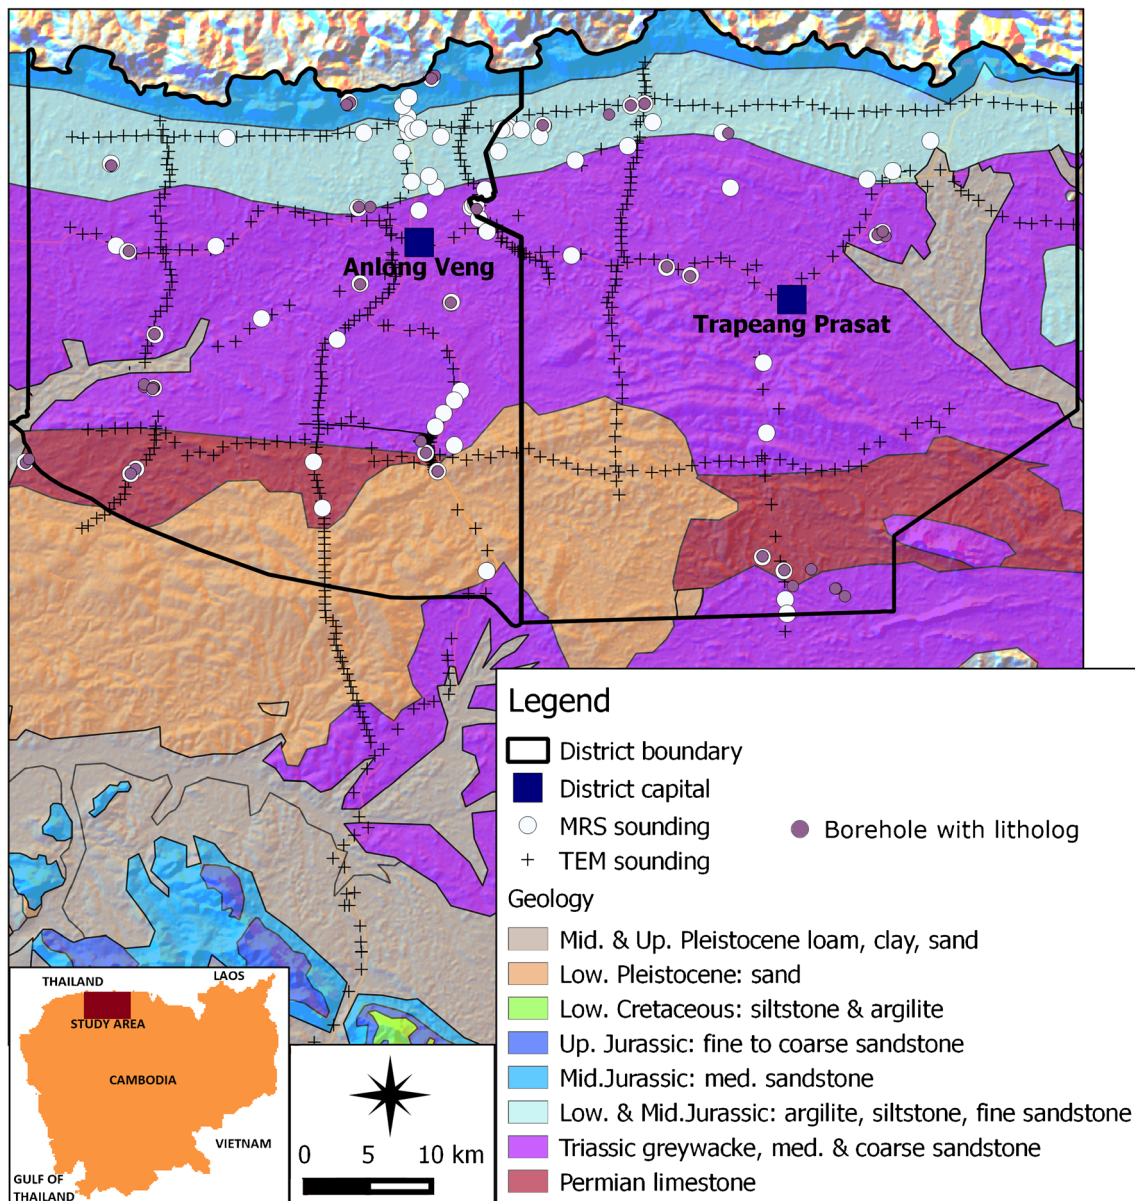 Anlong Veng
Trapeang Prasat
Legend
District boundary
District capital
MRS sounding
Borehole with litholog
TEM sounding
Geology
Mid. & Up. Pleistocene loam, clay, sand
Low. Pleistocene: sand
Low. Cretaceous: siltstone & argilite
Up. Jurassic: fine to coarse sandstone
Mid.Jurassic: med. sandstone
Low. & Mid.Jurassic: argilite, siltstone, fine sandstone
Triassic greywacke, med. & coarse sandstone
Permian limestone
THAILAND
LAOS
STUDY AREA
CAMBODIA
VIETNAM
GULF OF
THAILAND
0 5 10 km